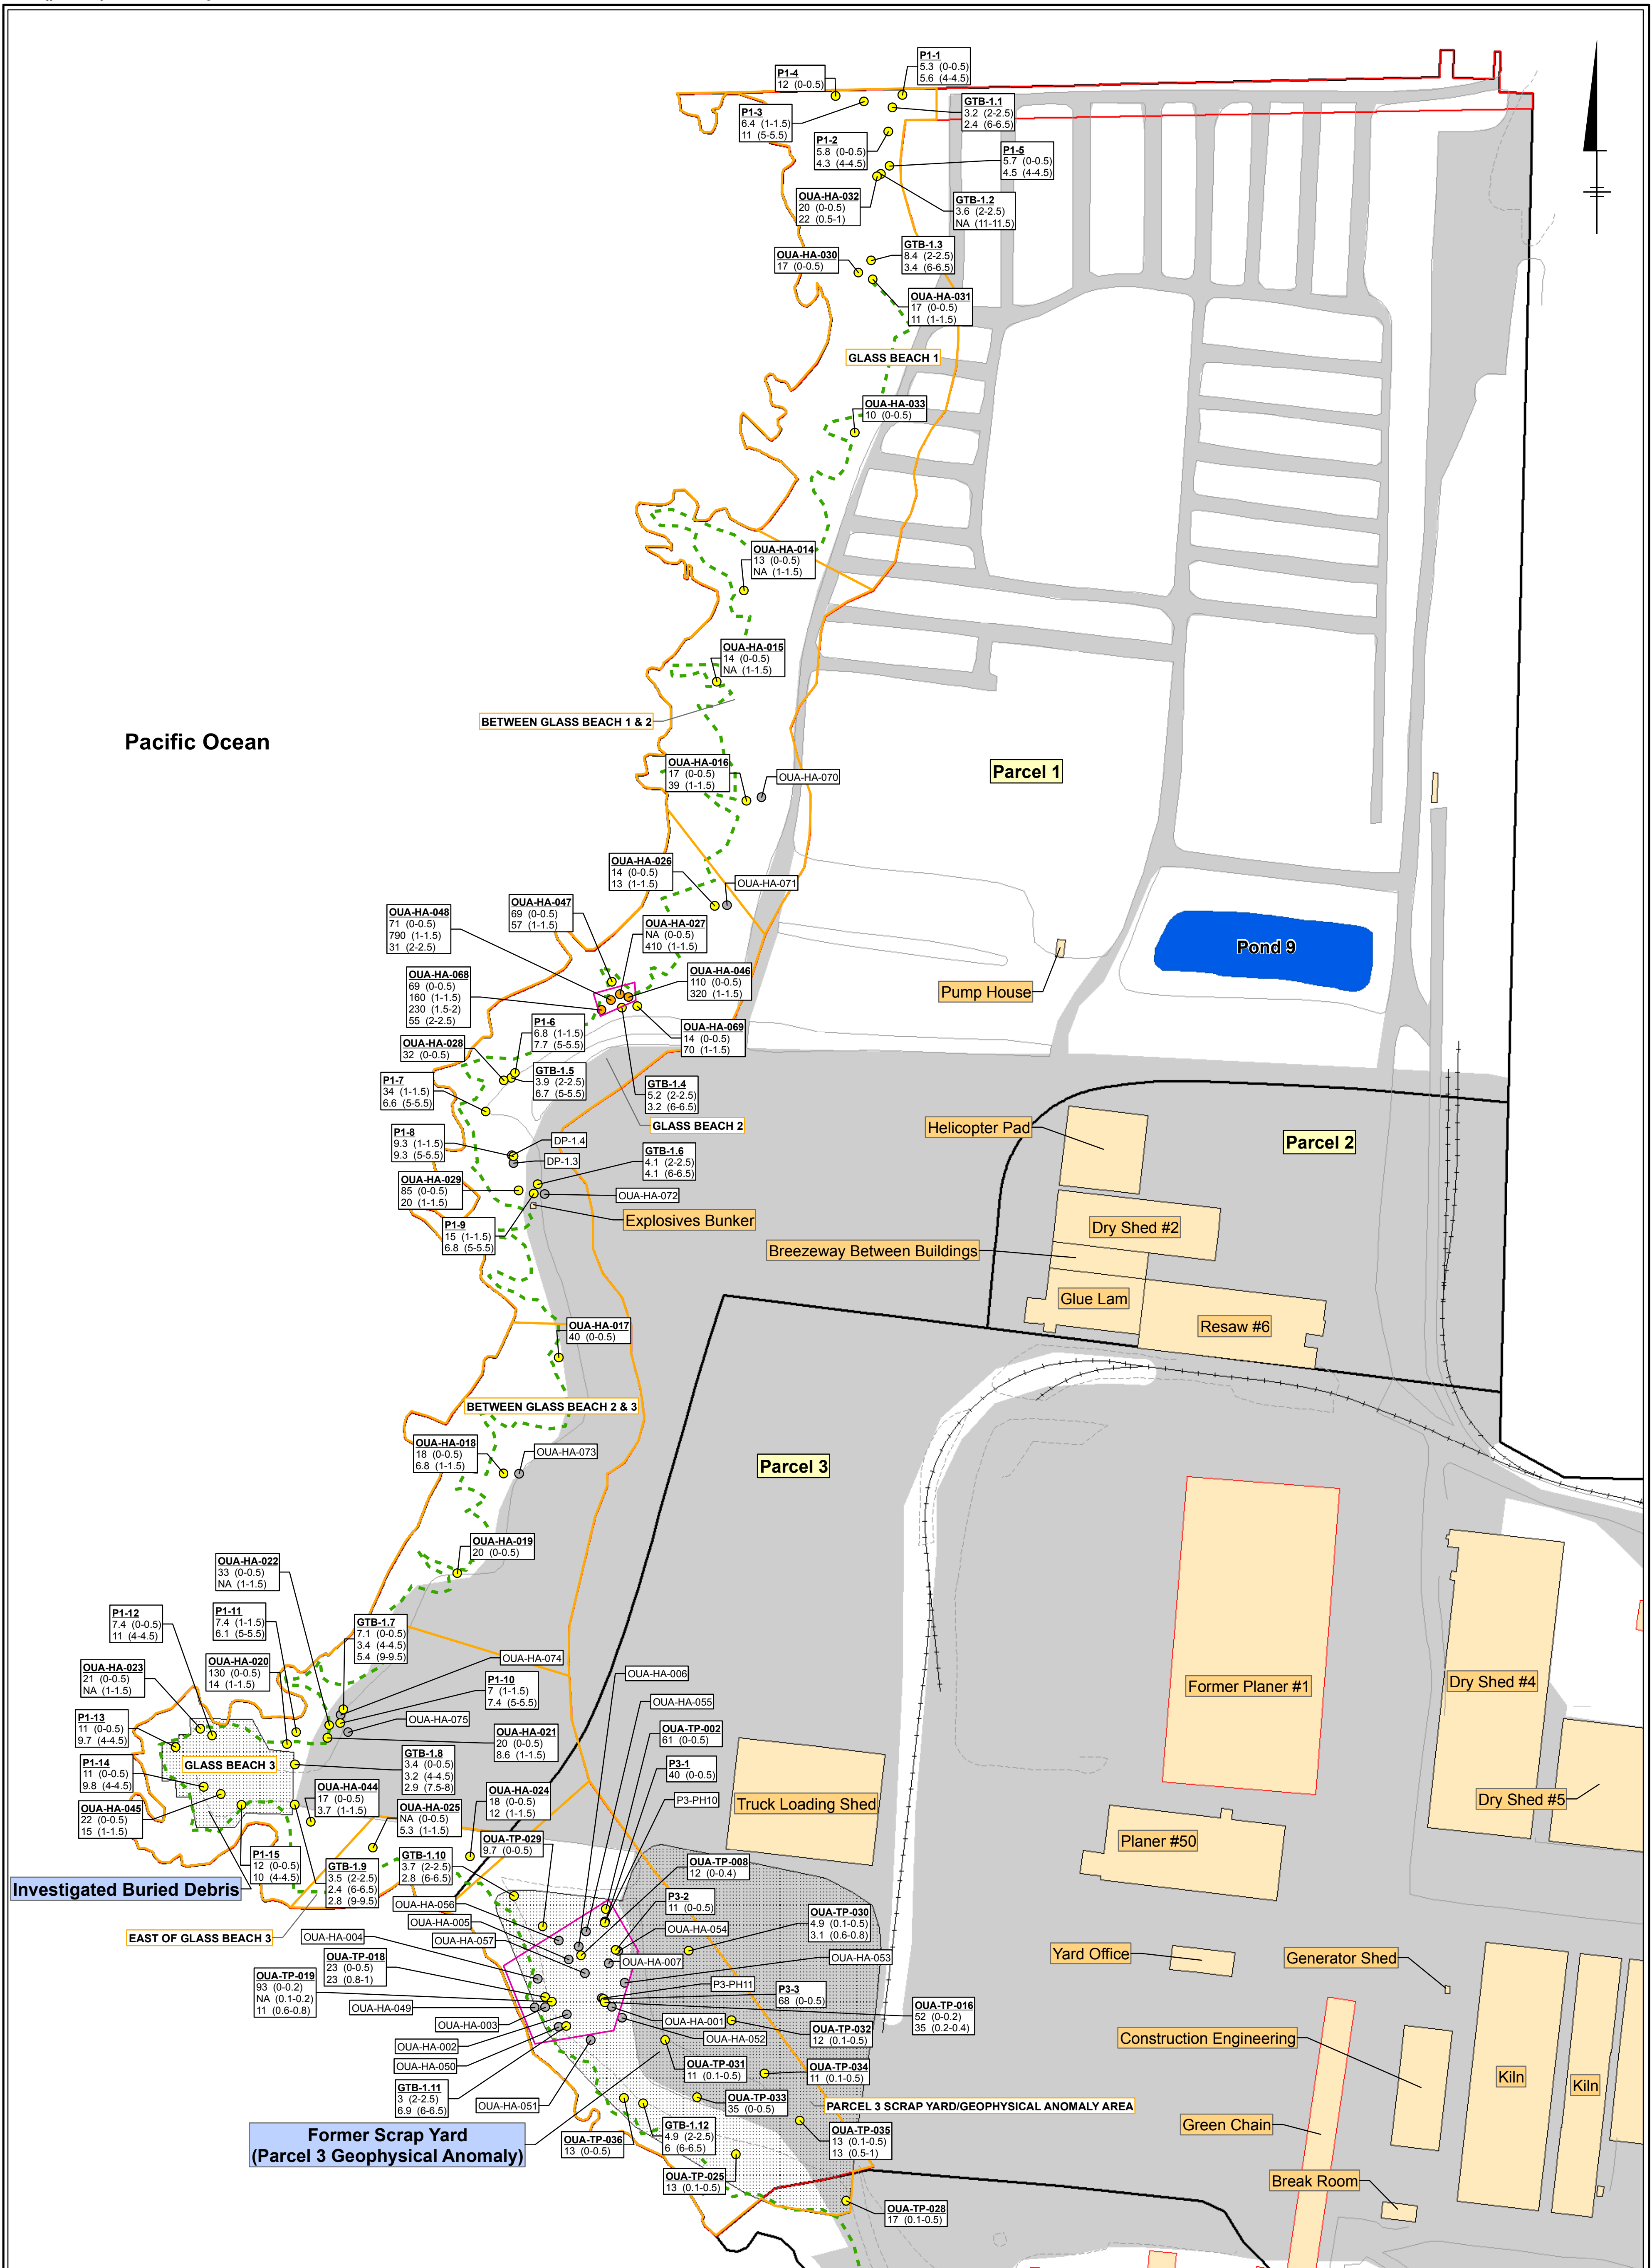 P1-1
5.3 (0-0.5)
5.6 (4-4.5)
P1-4
12 (0-0.5)
P1-3
6.4 (1-1.5)
11 (5-5.5)
GTB-1.1
3.2 (2-2.5)
2.4 (6-6.5)
P1-2
5.8 (0-0.5)
4.3 (4-4.5)
P1-5
5.7 (0-0.5)
4.5 (4-4.5)
OUA-HA-032
20 (0-0.5)
22 (0.5-1)
GTB-1.2
3.6 (2-2.5)
NA (11-11.5)
GTB-1.3
8.4 (2-2.5)
3.4 (6-6.5)
OUA-HA-030
17 (0-0.5)
OUA-HA-031
17 (0-0.5)
11 (1-1.5)
GLASS BEACH 1
OUA-HA-033
10 (0-0.5)
OUA-HA-014
13 (0-0.5)
NA (1-1.5)
OUA-HA-015
14 (0-0.5)
NA (1-1.5)
BETWEEN GLASS BEACH 1 & 2
Pacific Ocean
OUA-HA-016
17 (0-0.5)
39 (1-1.5)
OUA-HA-070
Parcel 1
OUA-HA-026
14 (0-0.5)
13 (1-1.5)
OUA-HA-071
OUA-HA-047
69 (0-0.5)
57 (1-1.5)
OUA-HA-048
71 (0-0.5)
790 (1-1.5)
31 (2-2.5)
OUA-HA-027
NA (0-0.5)
410 (1-1.5)
Pond 9
Pump House
OUA-HA-068
69 (0-0.5)
160 (1-1.5)
230 (1.5-2)
55 (2-2.5)
OUA-HA-046
110 (0-0.5)
320 (1-1.5)
P1-6
6.8 (1-1.5)
7.7 (5-5.5)
OUA-HA-069
14 (0-0.5)
70 (1-1.5)
OUA-HA-028
32 (0-0.5)
GTB-1.5
3.9 (2-2.5)
6.7 (5-5.5)
P1-7
34 (1-1.5)
6.6 (5-5.5)
GTB-1.4
5.2 (2-2.5)
3.2 (6-6.5)
GLASS BEACH 2
Helicopter Pad
Parcel 2
P1-8
9.3 (1-1.5)
9.3 (5-5.5)
DP-1.4
DP-1.3
GTB-1.6
4.1 (2-2.5)
4.1 (6-6.5)
OUA-HA-029
85 (0-0.5)
20 (1-1.5)
OUA-HA-072
Explosives Bunker
P1-9
15 (1-1.5)
6.8 (5-5.5)
Dry Shed #2
Breezeway Between Buildings
Glue Lam
Resaw #6
OUA-HA-017
40 (0-0.5)
BETWEEN GLASS BEACH 2 & 3
OUA-HA-018
18 (0-0.5)
6.8 (1-1.5)
OUA-HA-073
Parcel 3
OUA-HA-019
20 (0-0.5)
OUA-HA-022
33 (0-0.5)
NA (1-1.5)
P1-12
7.4 (0-0.5)
11 (4-4.5)
P1-11
7.4 (1-1.5)
6.1 (5-5.5)
GTB-1.7
7.1 (0-0.5)
3.4 (4-4.5)
5.4 (9-9.5)
OUA-HA-023
21 (0-0.5)
NA (1-1.5)
OUA-HA-020
130 (0-0.5)
14 (1-1.5)
OUA-HA-074
P1-10
7 (1-1.5)
7.4 (5-5.5)
OUA-HA-006
OUA-HA-055
P1-13
11 (0-0.5)
9.7 (4-4.5)
OUA-HA-075
OUA-TP-002
61 (0-0.5)
OUA-HA-021
20 (0-0.5)
8.6 (1-1.5)
GLASS BEACH 3
P1-14
11 (0-0.5)
9.8 (4-4.5)
GTB-1.8
3.4 (0-0.5)
3.2 (4-4.5)
2.9 (7.5-8)
P3-1
40 (0-0.5)
OUA-HA-044
17 (0-0.5)
3.7 (1-1.5)
OUA-HA-024
18 (0-0.5)
12 (1-1.5)
P3-PH10
OUA-HA-045
22 (0-0.5)
15 (1-1.5)
OUA-HA-025
NA (0-0.5)
5.3 (1-1.5)
OUA-TP-029
9.7 (0-0.5)
Truck Loading Shed
Former Planer #1
Dry Shed #4
Dry Shed #5
Planer #50
P1-15
12 (0-0.5)
10 (4-4.5)
GTB-1.9
3.5 (2-2.5)
2.4 (6-6.5)
2.8 (9-9.5)
GTB-1.10
3.7 (2-2.5)
2.8 (6-6.5)
OUA-TP-008
12 (0-0.4)
Investigated Buried Debris
P3-2
11 (0-0.5)
OUA-HA-056
OUA-TP-030
4.9 (0.1-0.5)
3.1 (0.6-0.8)
OUA-HA-005
OUA-HA-054
EAST OF GLASS BEACH 3
OUA-HA-004
OUA-HA-057
OUA-HA-053
OUA-HA-007
Yard Office
Generator Shed
OUA-TP-018
23 (0-0.5)
23 (0.8-1)
OUA-TP-019
93 (0-0.2)
NA (0.1-0.2)
11 (0.6-0.8)
P3-PH11
P3-3
68 (0-0.5)
OUA-TP-016
52 (0-0.2)
35 (0.2-0.4)
OUA-HA-049
OUA-HA-003
OUA-HA-001
OUA-TP-032
12 (0.1-0.5)
OUA-HA-052
OUA-HA-002
Construction Engineering
OUA-HA-050
OUA-TP-031
11 (0.1-0.5)
OUA-TP-034
11 (0.1-0.5)
Kiln
Kiln
GTB-1.11
3 (2-2.5)
6.9 (6-6.5)
OUA-HA-051
OUA-TP-033
35 (0-0.5)
PARCEL 3 SCRAP YARD/GEOPHYSICAL ANOMALY AREA
Green Chain
Former Scrap Yard
(Parcel 3 Geophysical Anomaly)
GTB-1.12
4.9 (2-2.5)
6 (6-6.5)
OUA-TP-035
13 (0.1-0.5)
13 (0.5-1)
OUA-TP-036
13 (0-0.5)
OUA-TP-025
13 (0.1-0.5)
Break Room
OUA-TP-028
17 (0.1-0.5)